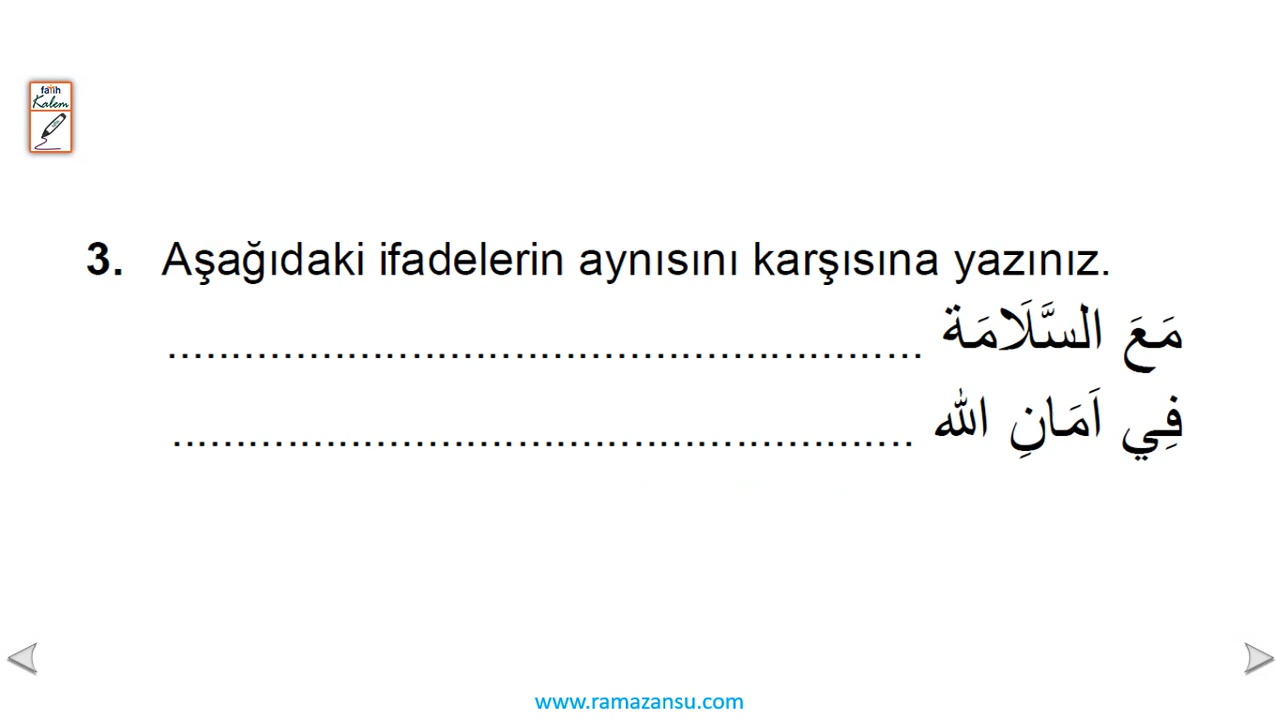 fatih
Kalem
3. Aşağıdaki ifadelerin aynısını karşısına yazınız.
مَعَ السَّلَامَة ..........................................................
فِي اَمَانِ الله .........................................................
www.ramazansu.com